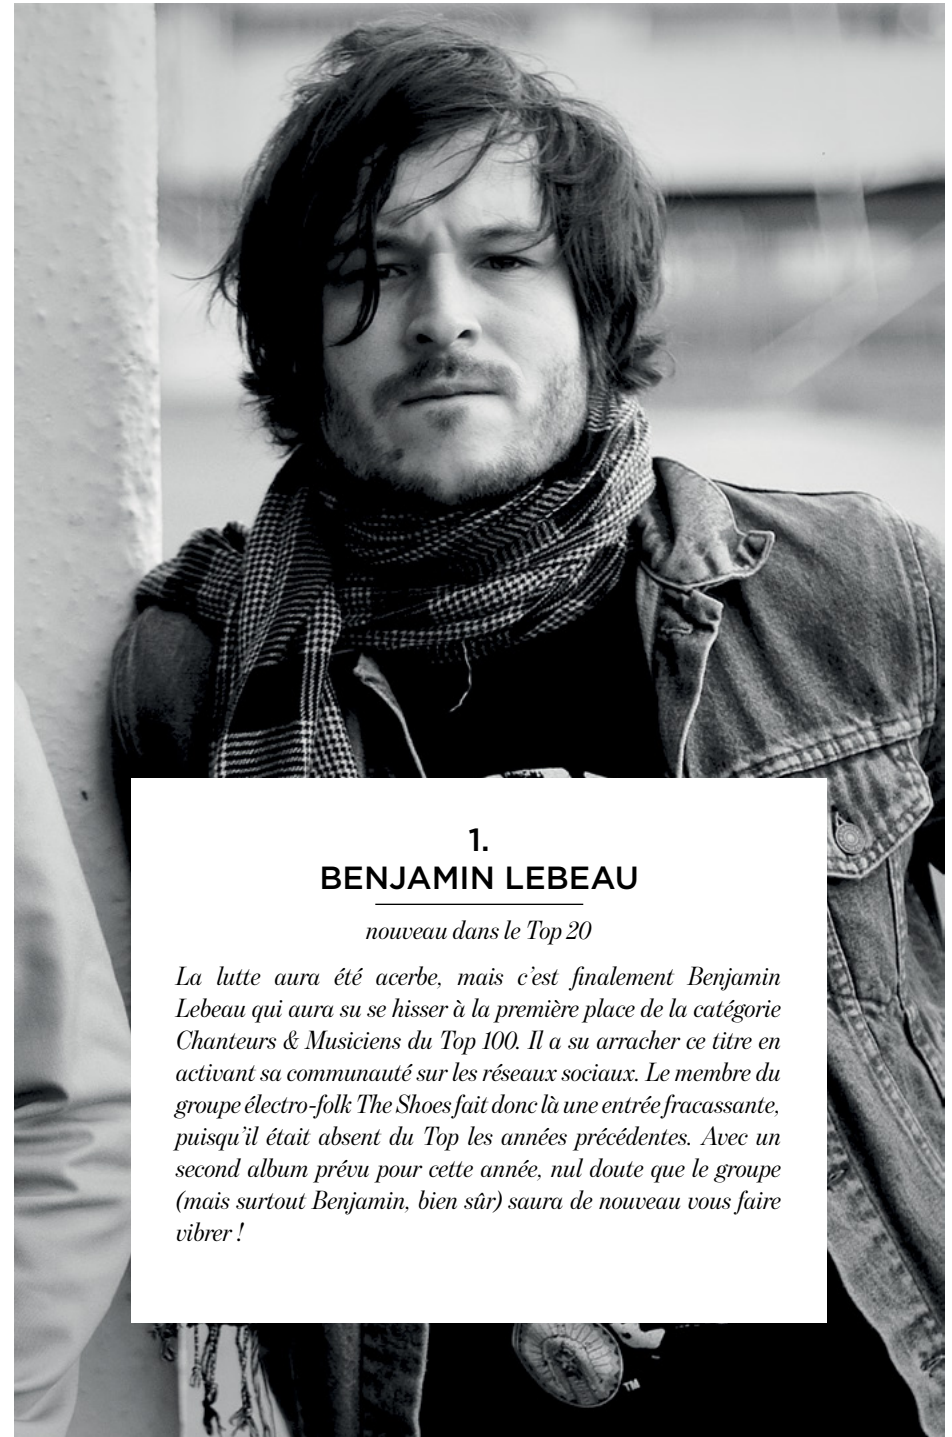 1.
BENJAMIN LEBEAU
nouveau dans le Top 20
La lutte aura été acerbe, mais c’est finalement Benjamin
Lebeau qui aura su se hisser à la première place de la catégorie
Chanteurs & Musiciens du Top 100. Il a su arracher ce titre en
activant sa communauté sur les réseaux sociaux. Le membre du
groupe électro-folk The Shoes fait donc là une entrée fracassante,
puisqu’il était absent du Top les années précédentes. Avec un
second album prévu pour cette année, nul doute que le groupe
(mais surtout Benjamin, bien sûr) saura de nouveau vous faire
vibrer !
TM